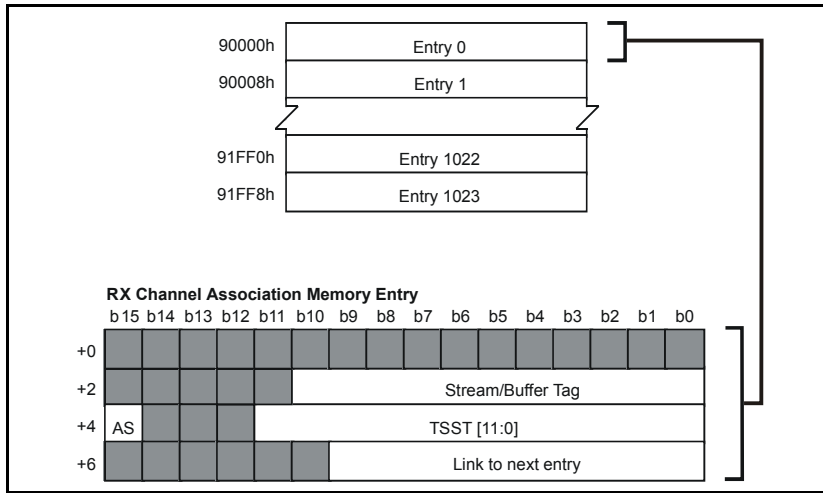 90000h Entry 0
90008h Entry 1
91FF0h Entry 1022
91FF8h Entry 1023
RX Channel Association Memory Entry
b15 b14 b13 b12 b11 b10 b9 b8 b7 b6 b5 b4 b3 b2 b1 b0
+0
+2 Stream/Buffer Tag
+4 AS TSST [11:0]
+6 Link to next entry